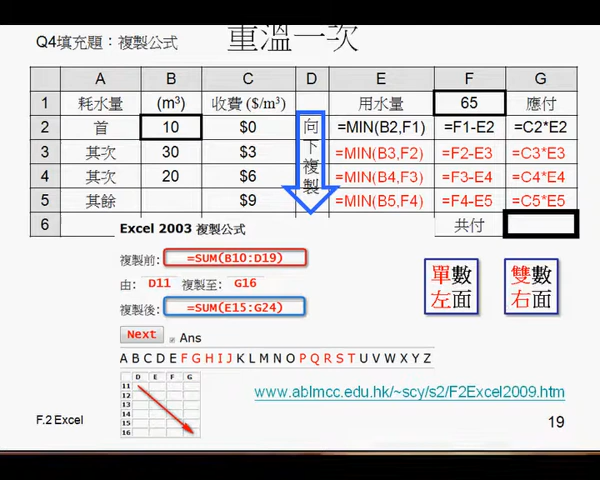 重溫一次
Q4填充題：複製公式
A B C D E F G
1 耗水量 (m³) 收費 ($/m³) 用水量 65 應付
2 首 10 $0 =MIN(B2,F1) =F1-E2 =C2*E2
3 其次 30 $3 =MIN(B3,F2) =F2-E3 =C3*E3
4 其次 20 $6 =MIN(B4,F3) =F3-E4 =C4*E4
5 其餘 $9 =MIN(B5,F4) =F4-E5 =C5*E5
6 共付
向下複製
Excel 2003 複製公式
複製前: =SUM(B10:D19)
由: D11 複製至: G16
複製後: =SUM(E15:G24)
Next Ans
A B C D E F G H I J K L M N O P Q R S T U V W X Y Z
D E F G
11
12
13
14
15
16
單數
左面
雙數
右面
www.ablmcc.edu.hk/~scy/s2/F2Excel2009.htm
F.2 Excel
19